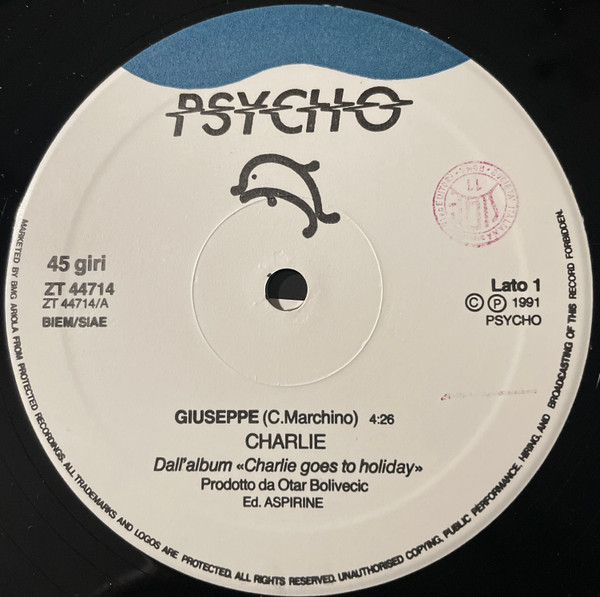 PSYCHO
45 giri
ZT 44714
ZT 44714/A
BIEM/SIAE
Lato 1
© ℗ 1991
PSYCHO
GIUSEPPE (C.Marchino) 4:26
CHARLIE
Dall'album «Charlie goes to holiday»
Prodotto da Otar Bolivecic
Ed. ASPIRINE
MARKETED BY BMG ARIOLA FROM PROTECTED RECORDINGS. ALL TRADEMARKS AND LOGOS ARE PROTECTED. ALL RIGHTS RESERVED. UNAUTHORISED COPYING, PUBLIC PERFORMANCE, HIRING, AND BROADCASTING OF THIS RECORD FORBIDDEN.